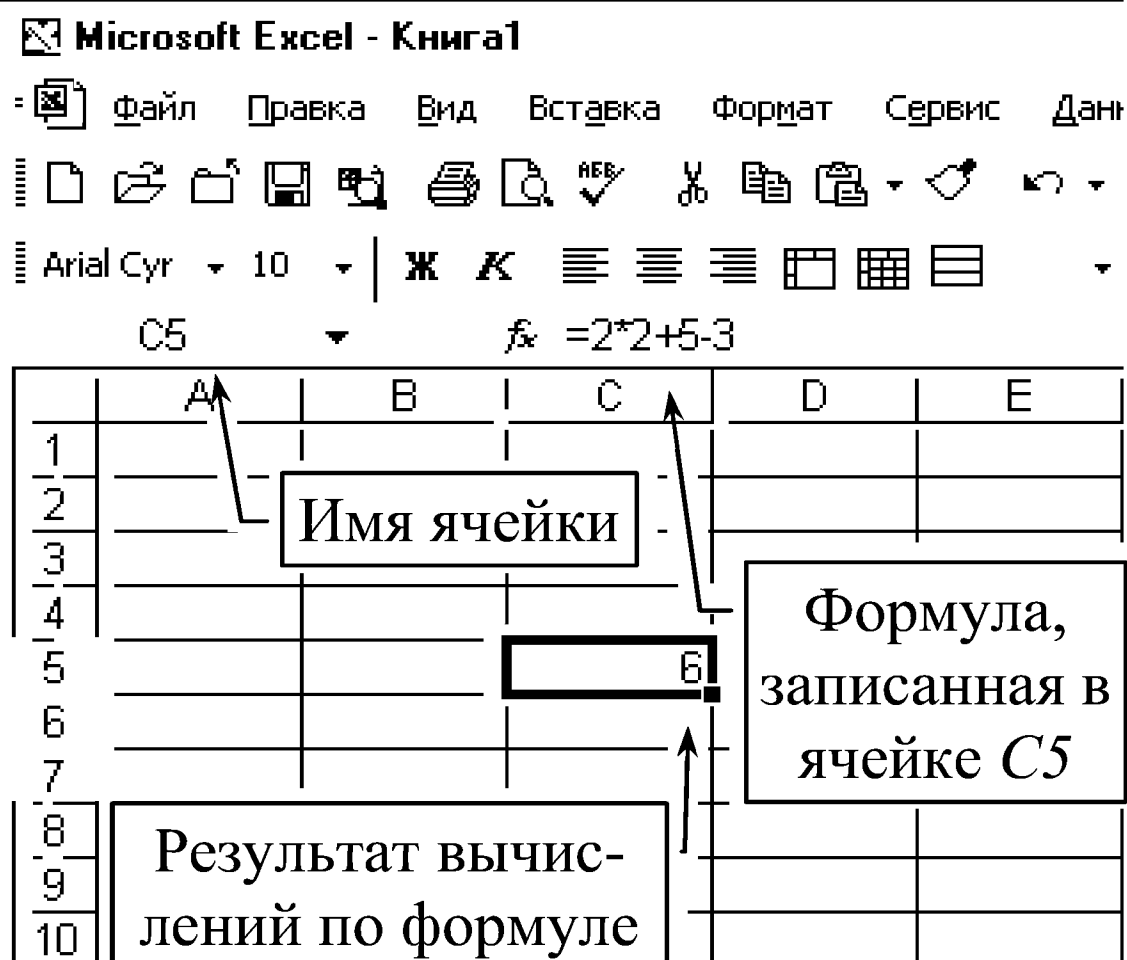 Microsoft Excel - Книга1
Файл Правка Вид Вставка Формат Сервис
АБВ
Arial Cyr 10 Ж К
C5 fx =2*2+5-3
A B C D E
1
2
Имя ячейки
3
4
Формула,
записанная в
ячейке C5
5 6
6
7
8
Результат вычис-
лений по формуле
9
10